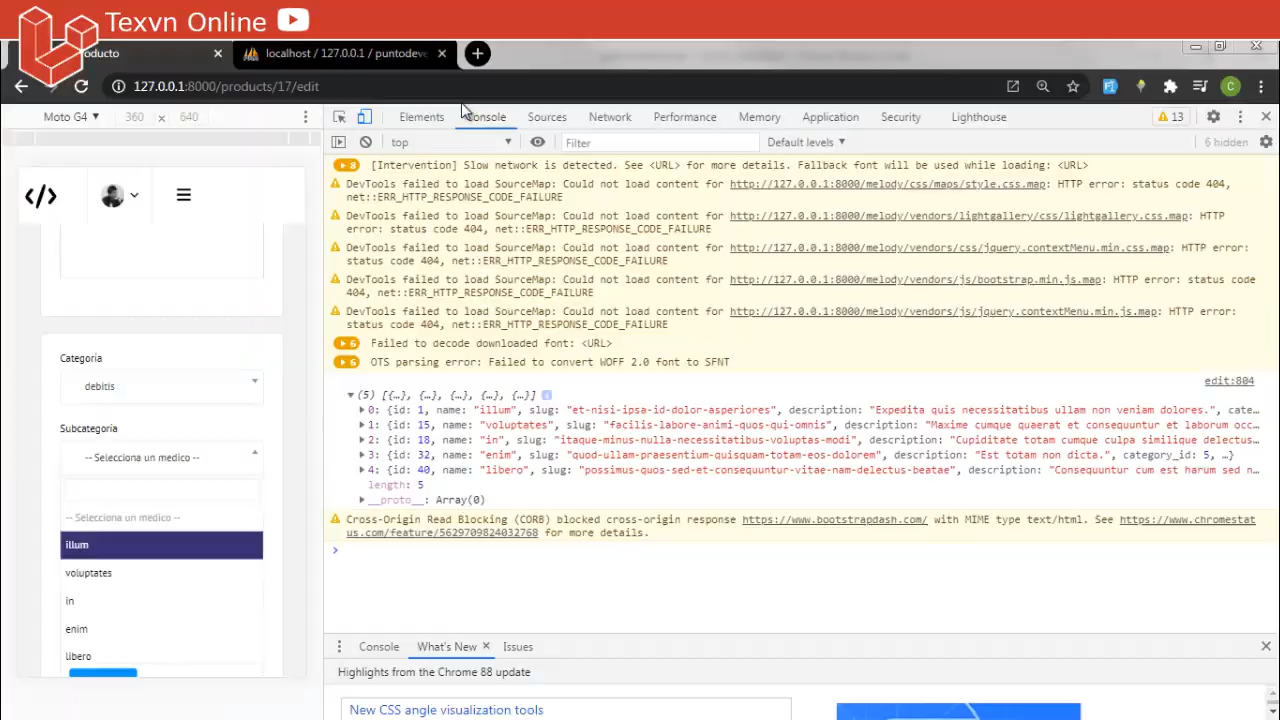 Texvn Online
oducto
localhost / 127.0.0.1 / puntodeve
127.0.0.1:8000/products/17/edit
C
Moto G4 ▼ 360 × 640
Elements Console Sources Network Performance Memory Application Security Lighthouse 13
top Filter Default levels ▼ 6 hidden
8 [Intervention] Slow network is detected. See <URL> for more details. Fallback font will be used while loading: <URL>
DevTools failed to load SourceMap: Could not load content for http://127.0.0.1:8000/melody/css/maps/style.css.map: HTTP error: status code 404,
net::ERR_HTTP_RESPONSE_CODE_FAILURE
DevTools failed to load SourceMap: Could not load content for http://127.0.0.1:8000/melody/vendors/lightgallery/css/lightgallery.css.map: HTTP
error: status code 404, net::ERR_HTTP_RESPONSE_CODE_FAILURE
DevTools failed to load SourceMap: Could not load content for http://127.0.0.1:8000/melody/vendors/css/jquery.contextMenu.min.css.map: HTTP error:
status code 404, net::ERR_HTTP_RESPONSE_CODE_FAILURE
DevTools failed to load SourceMap: Could not load content for http://127.0.0.1:8000/melody/vendors/js/bootstrap.min.js.map: HTTP error: status code
404, net::ERR_HTTP_RESPONSE_CODE_FAILURE
DevTools failed to load SourceMap: Could not load content for http://127.0.0.1:8000/melody/vendors/js/jquery.contextMenu.min.js.map: HTTP error:
status code 404, net::ERR_HTTP_RESPONSE_CODE_FAILURE
6 Failed to decode downloaded font: <URL>
6 OTS parsing error: Failed to convert WOFF 2.0 font to SFNT
edit:804
(5) [{…}, {…}, {…}, {…}, {…}]
0: {id: 1, name: "illum", slug: "et-nisi-ipsa-id-dolor-asperiores", description: "Expedita quis necessitatibus ullam non veniam dolores.", cate…
1: {id: 15, name: "voluptates", slug: "facilis-labore-animi-quos-qui-omnis", description: "Maxime cumque quaerat et consequuntur et laborum occ…
2: {id: 18, name: "in", slug: "itaque-minus-nulla-necessitatibus-voluptas-modi", description: "Cupiditate totam cumque culpa similique delectus…
3: {id: 32, name: "enim", slug: "quod-ullam-praesentium-quisquam-totam-eos-dolorem", description: "Est totam non dicta.", category_id: 5, …}
4: {id: 40, name: "libero", slug: "possimus-quos-sed-et-consequuntur-vitae-nam-delectus-beatae", description: "Consequuntur cum est harum sed n…
length: 5
__proto__: Array(0)
Cross-Origin Read Blocking (CORB) blocked cross-origin response https://www.bootstrapdash.com/ with MIME type text/html. See https://www.chromestat
us.com/feature/5629709824032768 for more details.
</>
Categoría
debitis
Subcategoría
-- Selecciona un medico --
-- Selecciona un medico --
illum
voluptates
in
enim
libero
Console What's New Issues
Highlights from the Chrome 88 update
New CSS angle visualization tools